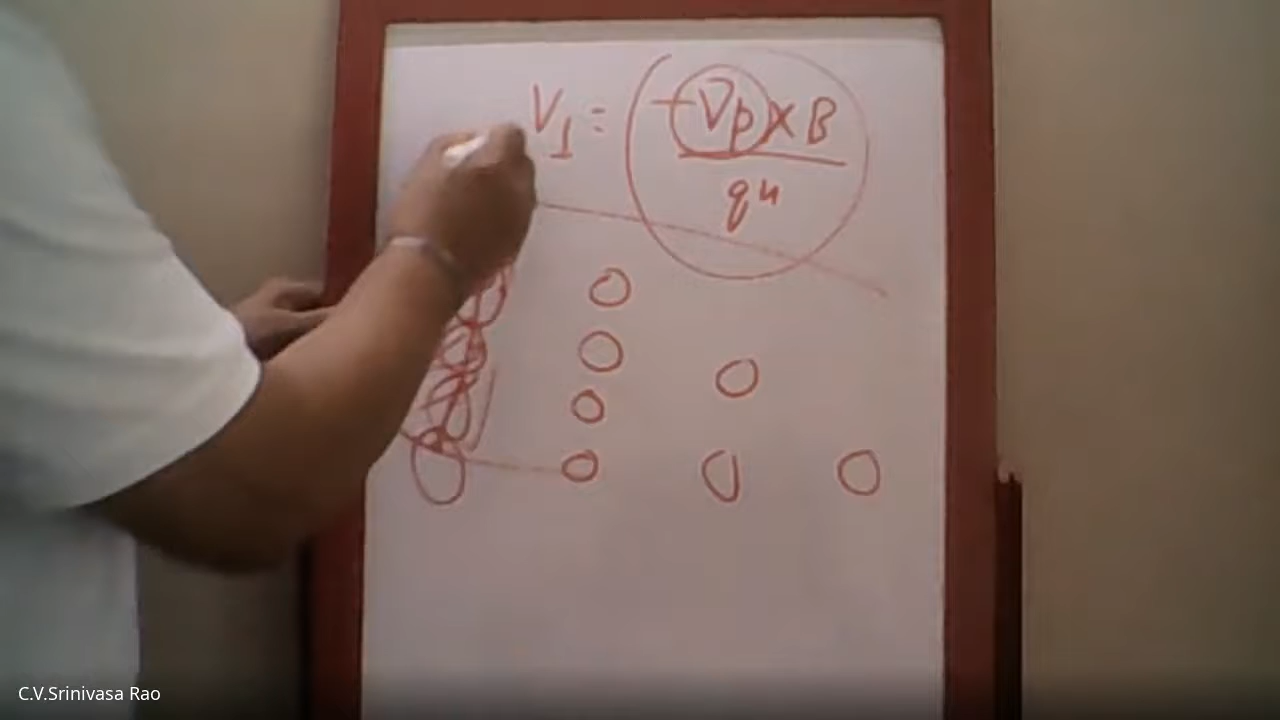 V⊥ = -∇p × B
qn
C.V.Srinivasa Rao